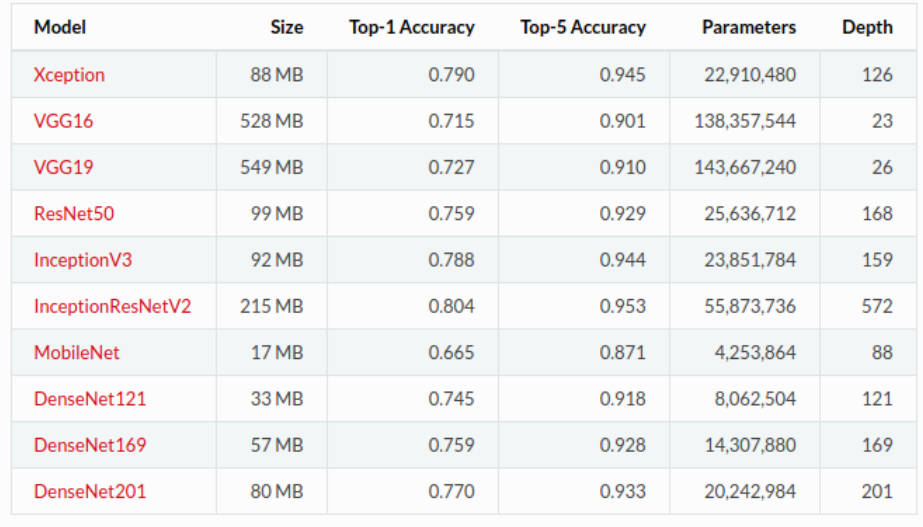 Model Size Top-1 Accuracy Top-5 Accuracy Parameters Depth
Xception 88 MB 0.790 0.945 22,910,480 126
VGG16 528 MB 0.715 0.901 138,357,544 23
VGG19 549 MB 0.727 0.910 143,667,240 26
ResNet50 99 MB 0.759 0.929 25,636,712 168
InceptionV3 92 MB 0.788 0.944 23,851,784 159
InceptionResNetV2 215 MB 0.804 0.953 55,873,736 572
MobileNet 17 MB 0.665 0.871 4,253,864 88
DenseNet121 33 MB 0.745 0.918 8,062,504 121
DenseNet169 57 MB 0.759 0.928 14,307,880 169
DenseNet201 80 MB 0.770 0.933 20,242,984 201